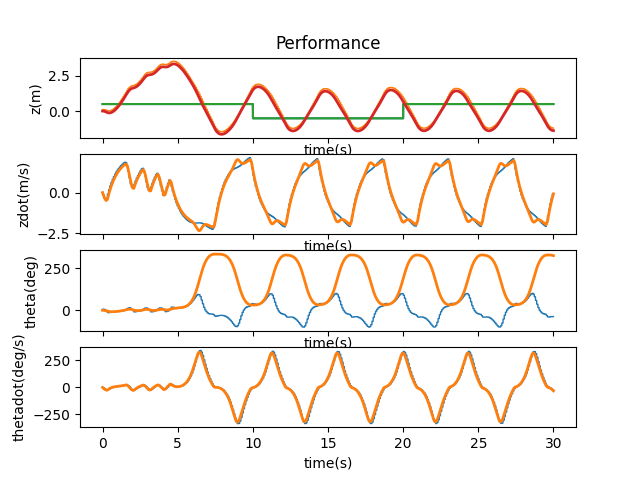 Performance
z(m)
2.5
0.0
time(s)
zdot(m/s)
0.0
−2.5
time(s)
theta(deg)
250
0
time(s)
thetadot(deg/s)
250
0
−250
0 5 10 15 20 25 30
time(s)